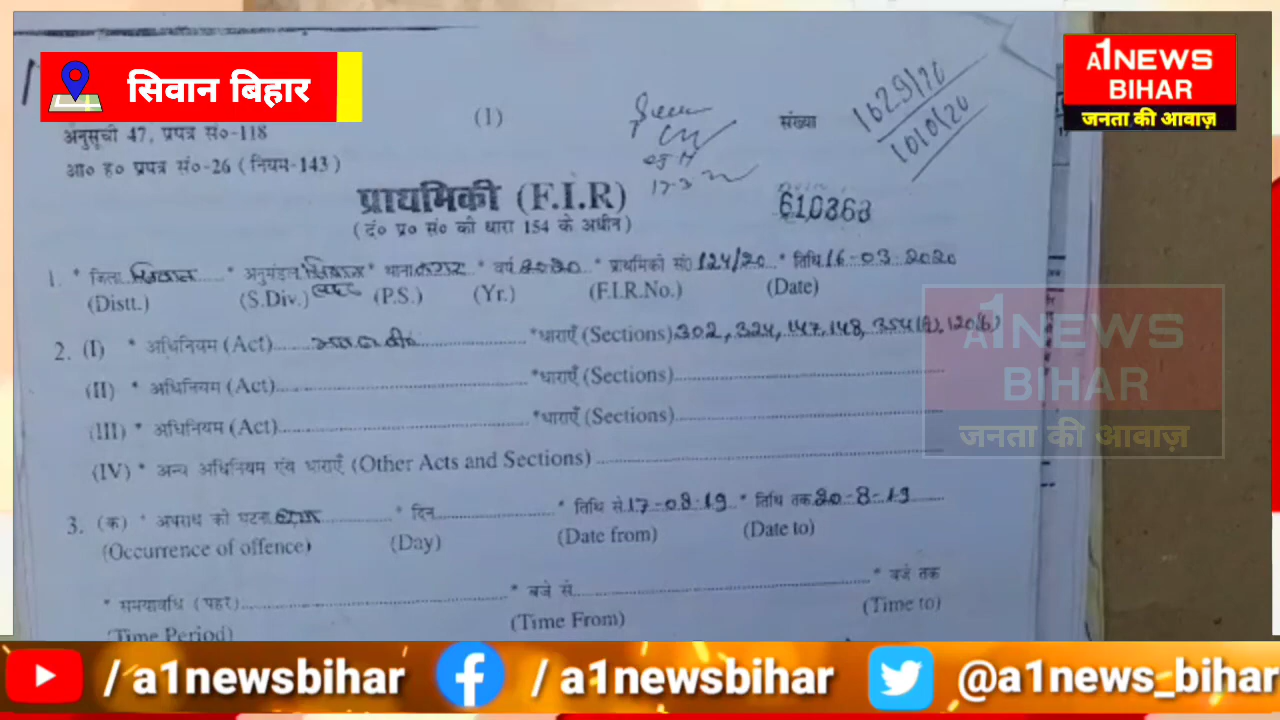 सिवान बिहार
A1NEWS
BIHAR
जनता की आवाज़
(1)
संख्या
1629/20
1010/20
अनुसूची 47, प्रपत्र सं०-118
आ० ह० प्रपत्र सं०-26 (नियम-143)
17-3
प्राथमिकी (F.I.R)
610363
(दं० प्र० सं० की धारा 154 के अधीन)
1. * जिला सिवान * अनुमंडल सिवान * थाना * वर्ष 2020 * प्राथमिकी सं० 124/20 * तिथि 16-03-2020
(Distt.) (S.Div.) (P.S.) (Yr.) (F.I.R.No.) (Date)
2. (I) * अधिनियम (Act) *धाराएँ (Sections) 302, 324, 147, 148, 354(A), 120(b)
(II) * अधिनियम (Act) *धाराएँ (Sections)
(III) * अधिनियम (Act) *धाराएँ (Sections)
(IV) * अन्य अधिनियम एंव धाराएँ (Other Acts and Sections)
A1NEWS
BIHAR
जनता की आवाज़
3. (क) * अपराध की घटना * दिन * तिथि से 17-08-19 * तिथि तक 20-8-19
(Occurrence of offence) (Day) (Date from) (Date to)
* समयावधि (पहर) * बजे से * बजे तक
(Time Period) (Time From) (Time to)
/a1newsbihar / a1newsbihar @a1news_bihar